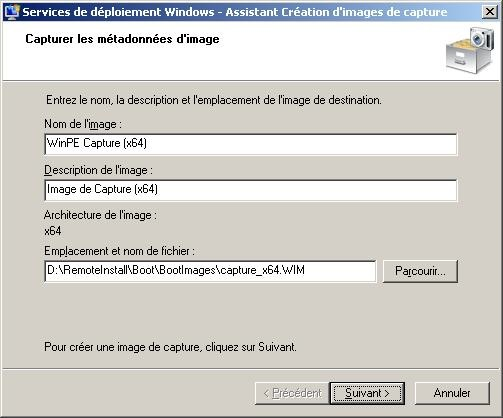 Services de déploiement Windows - Assistant Création d'images de capture
Capturer les métadonnées d'image
Entrez le nom, la description et l'emplacement de l'image de destination.
Nom de l'image :
WinPE Capture (x64)
Description de l'image :
Image de Capture (x64)
Architecture de l'image :
x64
Emplacement et nom de fichier :
D:\RemoteInstall\Boot\BootImages\capture_x64.WIM
Parcourir...
Pour créer une image de capture, cliquez sur Suivant.
< Précédent
Suivant >
Annuler